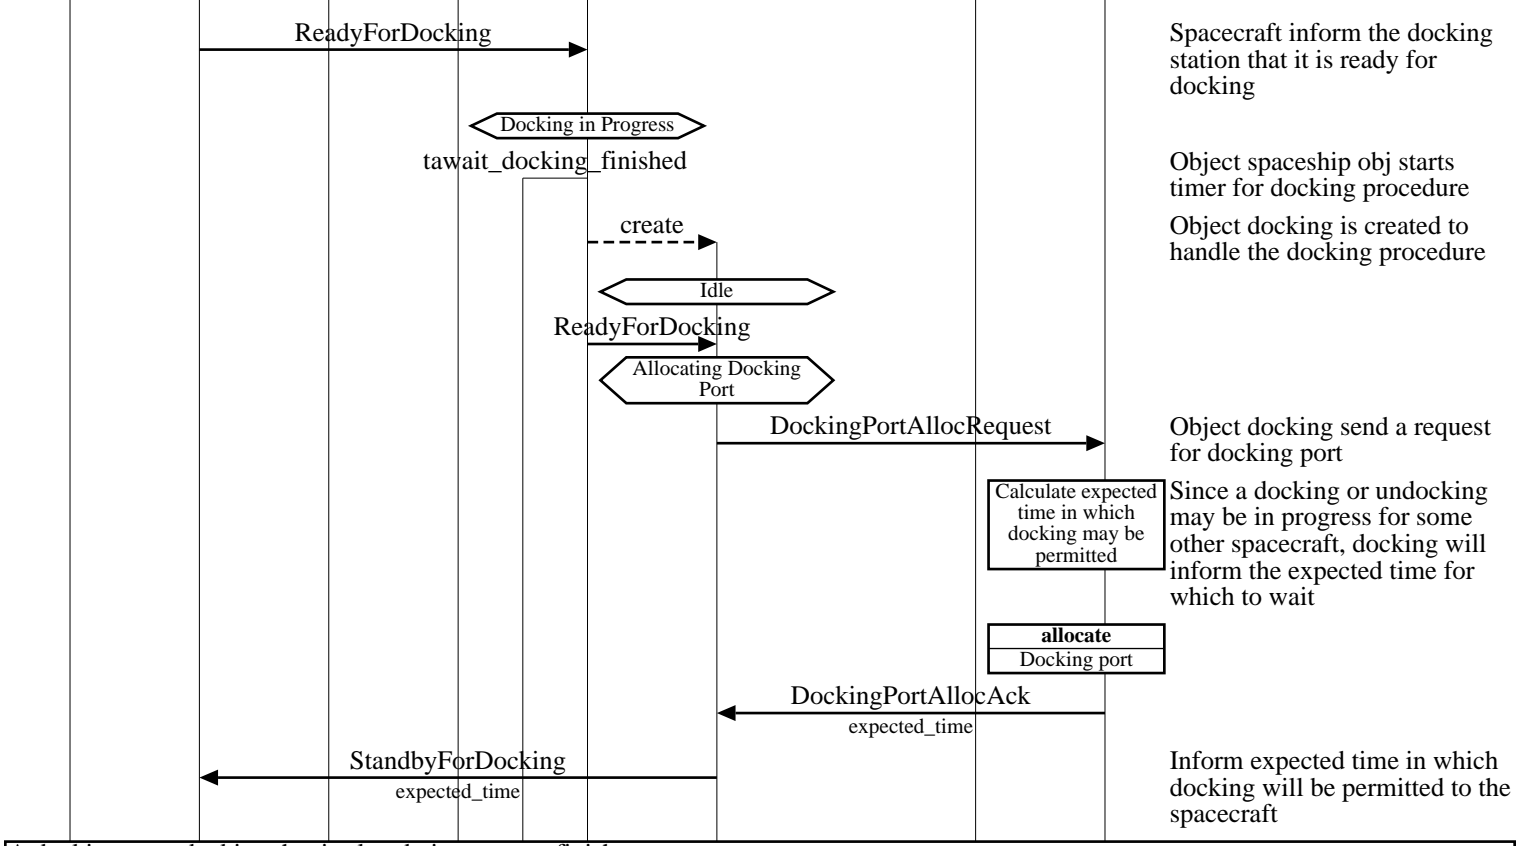 ReadyForDocking
Spacecraft inform the docking
station that it is ready for
docking
Docking in Progress
tawait_docking_finished
Object spaceship obj starts
timer for docking procedure
create
Object docking is created to
handle the docking procedure
Idle
ReadyForDocking
Allocating Docking
Port
DockingPortAllocRequest
Object docking send a request
for docking port
Calculate expected
time in which
docking may be
permitted
Since a docking or undocking
may be in progress for some
other spacecraft, docking will
inform the expected time for
which to wait
allocate
Docking port
DockingPortAllocAck
expected_time
StandbyForDocking
expected_time
Inform expected time in which
docking will be permitted to the
spacecraft